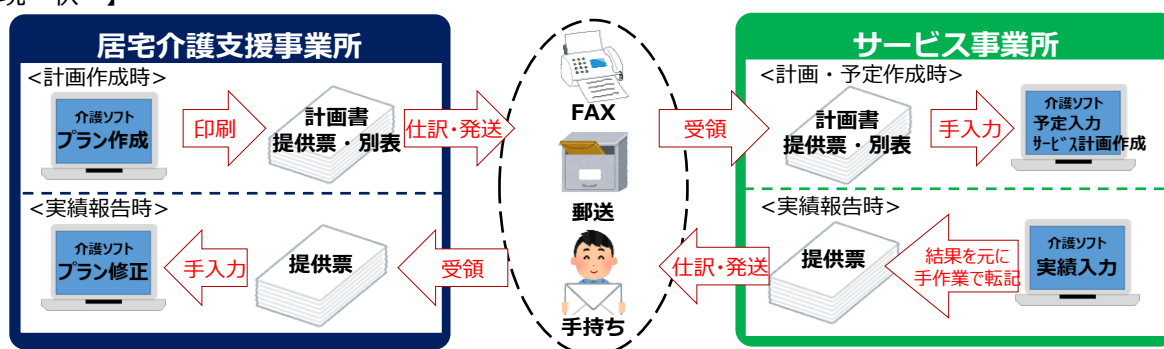 居宅介護支援事業所
<計画作成時>
介護ソフト
プラン作成
印刷
計画書
提供票・別表
仕訳・発送
<実績報告時>
介護ソフト
プラン修正
手入力
提供票
受領
FAX
郵送
手持ち
サービス事業所
<計画・予定作成時>
受領
計画書
提供票・別表
手入力
介護ソフト
予定入力
サービス計画作成
<実績報告時>
仕訳・発送
提供票
結果を元に
手作業で転記
介護ソフト
実績入力